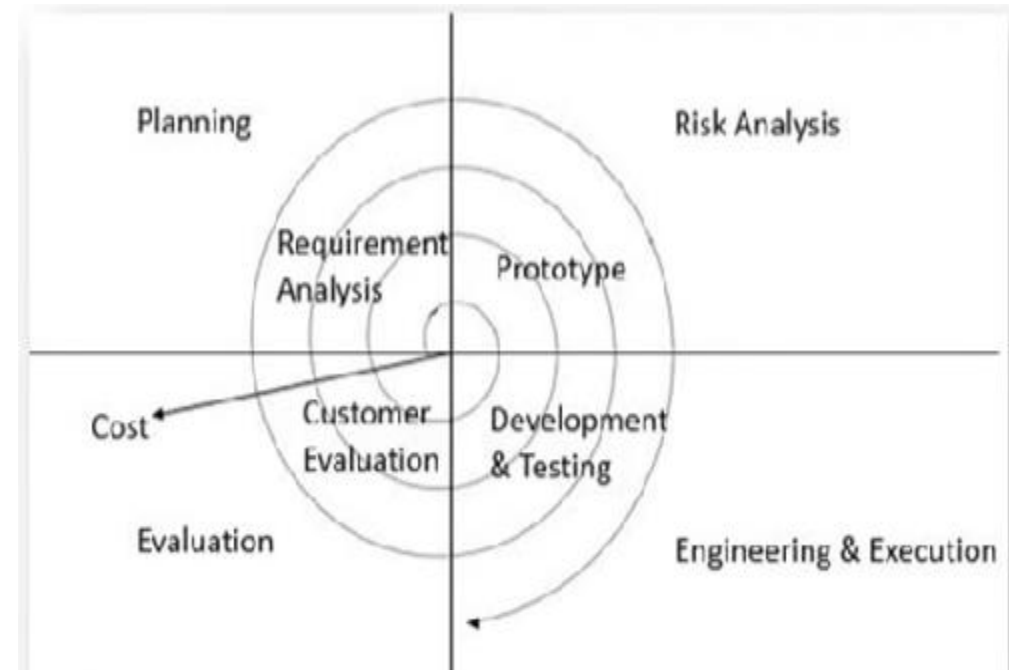 Planning
Risk Analysis
Requirement
Analysis
Prototype
Cost
Customer
Evaluation
Development
& Testing
Evaluation
Engineering & Execution